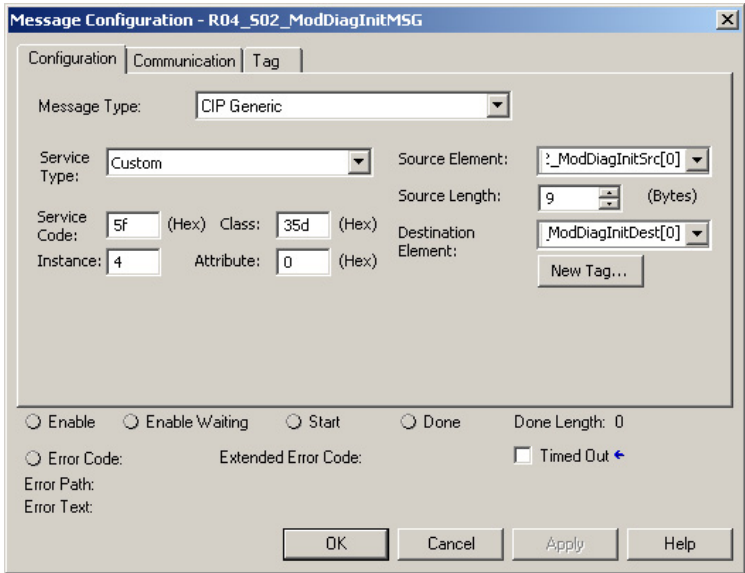 Message Configuration - R04_S02_ModDiagInitMSG
Configuration Communication Tag
Message Type: CIP Generic
Service Type: Custom
Source Element: _ModDiagInitSrc[0]
Source Length: 9 (Bytes)
Service Code: 5f (Hex) Class: 35d (Hex)
Destination Element: _ModDiagInitDest[0]
Instance: 4 Attribute: 0 (Hex)
New Tag...
Enable Enable Waiting Start Done Done Length: 0
Error Code: Extended Error Code: Timed Out
Error Path:
Error Text:
OK Cancel Apply Help